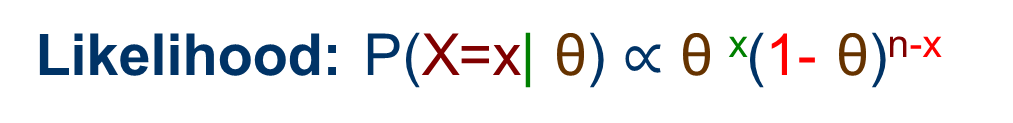 Likelihood: P(X=x| θ) ∝ θ ˣ(1- θ)ⁿ⁻ˣ